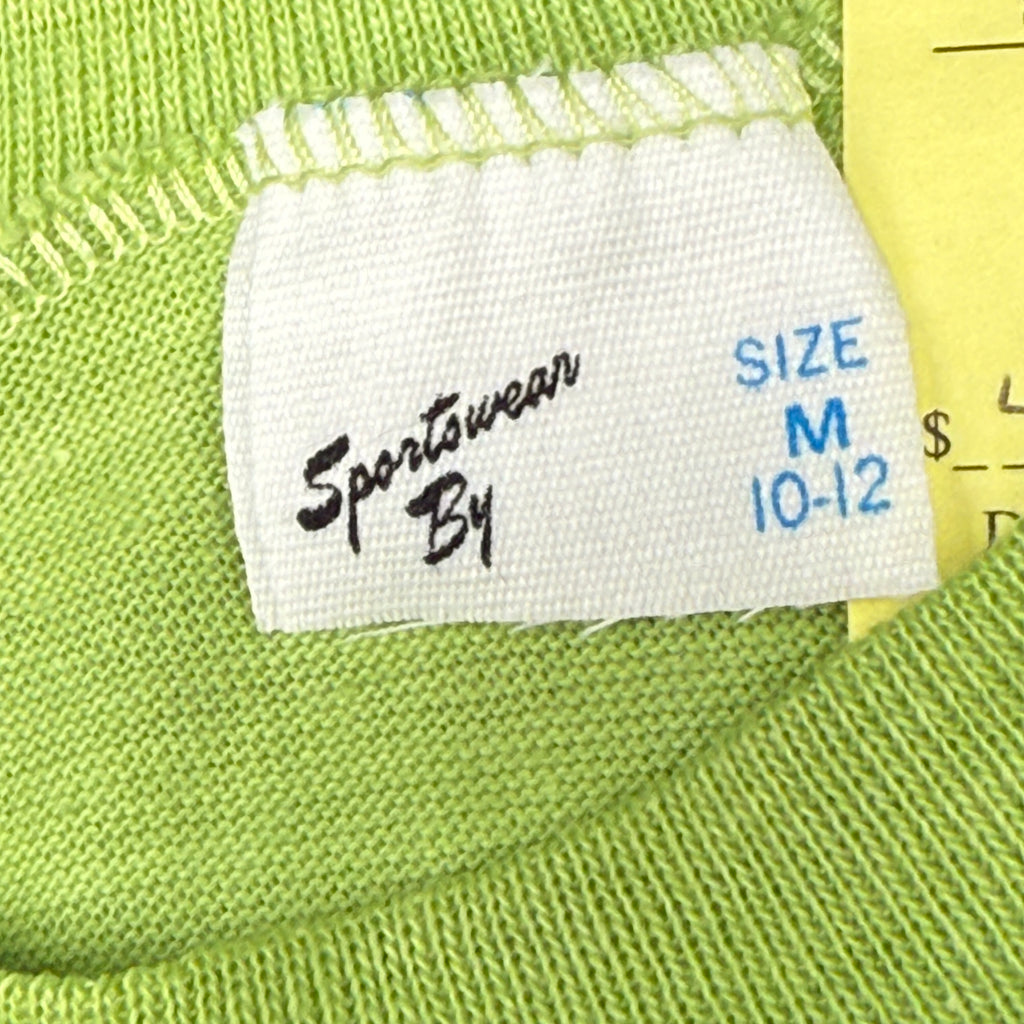 Sportswear
By
SIZE
M
10-12
$